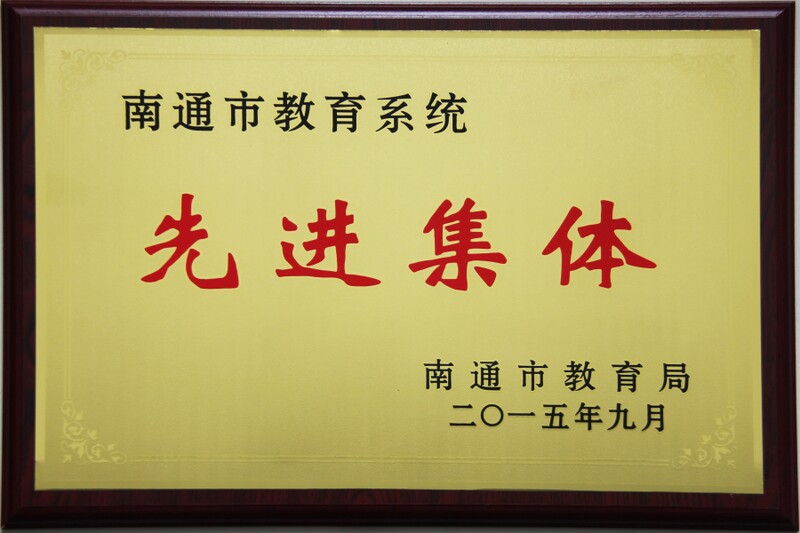 南通市教育系统
先进集体
南通市教育局
二〇一五年九月